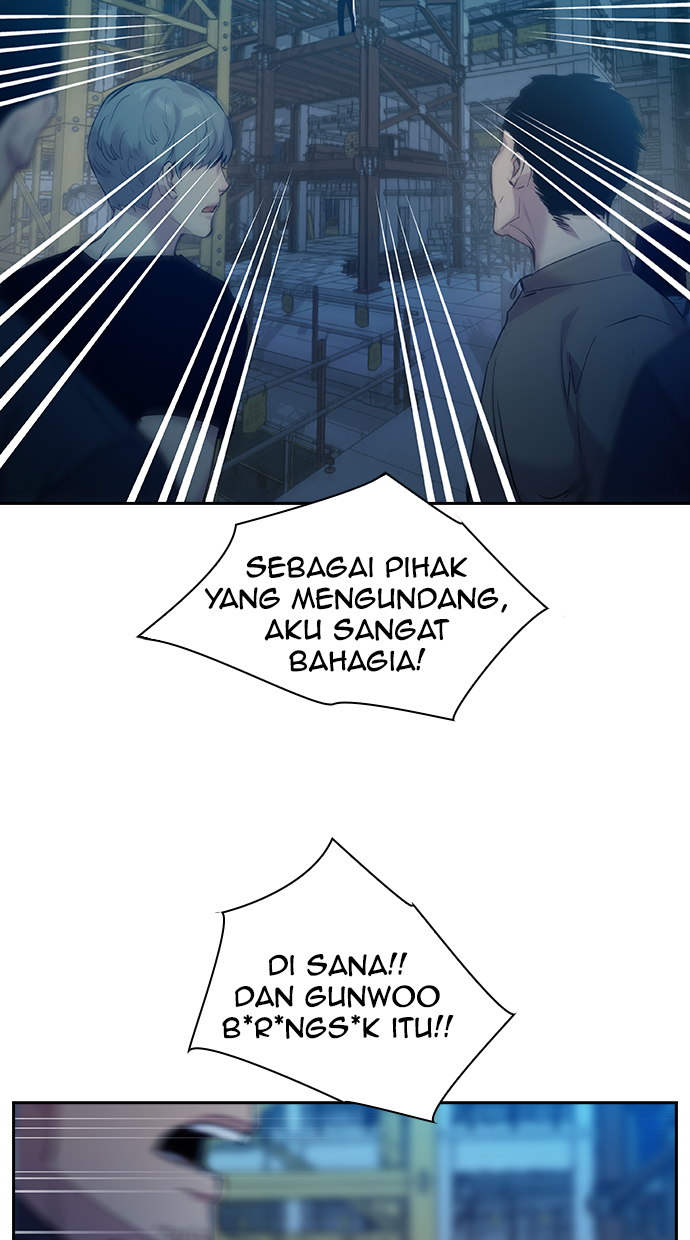 SEBAGAI PIHAK
YANG MENGUNDANG,
AKU SANGAT
BAHAGIA!
DI SANA!!
DAN GUNWOO
B*R*NGS*K ITU!!